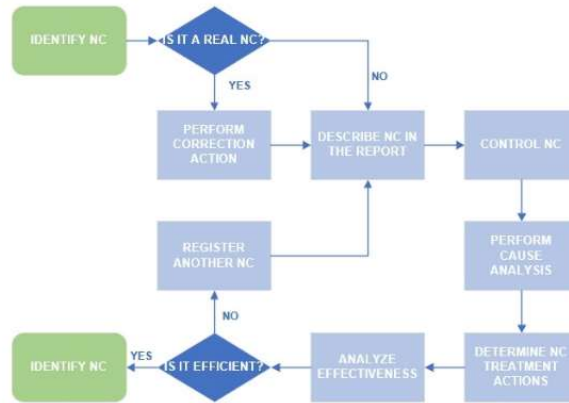 IDENTIFY NC
IS IT A REAL NC?
NO
YES
PERFORM
CORRECTION
ACTION
DESCRIBE NC IN
THE REPORT
CONTROL NC
REGISTER
ANOTHER NC
PERFORM
CAUSE
ANALYSIS
NO
IDENTIFY NC
YES
IS IT EFFICIENT?
ANALYZE
EFFECTIVENESS
DETERMINE NC
TREATMENT
ACTIONS